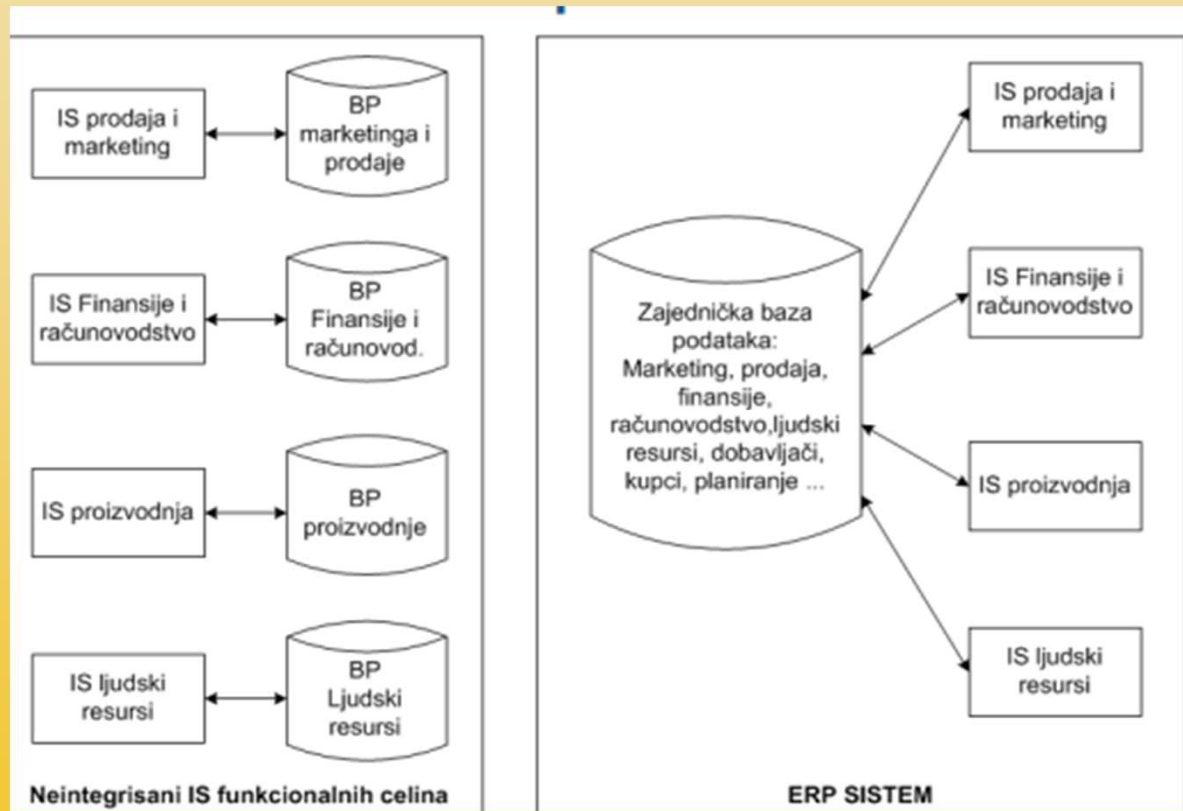 IS prodaja i
marketing
BP
marketinga i
prodaje
IS Finansije i
računovodstvo
BP
Finansije i
računovod.
IS proizvodnja
BP
proizvodnje
IS ljudski
resursi
BP
Ljudski
resursi
Neintegrisani IS funkcionalnih celina
Zajednička baza
podataka:
Marketing, prodaja,
finansije,
računovodstvo,ljudski
resursi, dobavljači,
kupci, planiranje ...
IS prodaja i
marketing
IS Finansije i
računovodstvo
IS proizvodnja
IS ljudski
resursi
ERP SISTEM